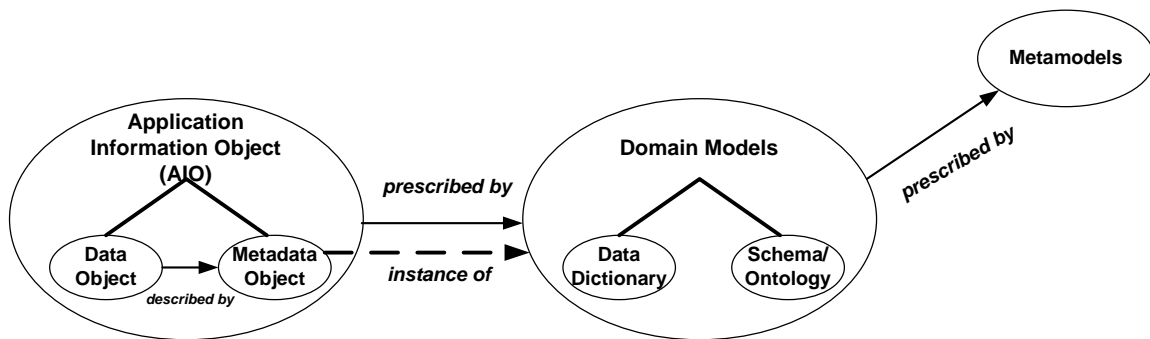 Metamodels
Application
Information Object
(AIO)
Domain Models
prescribed by
prescribed by
Data
Object
Metadata
Object
described by
instance of
Data
Dictionary
Schema/
Ontology